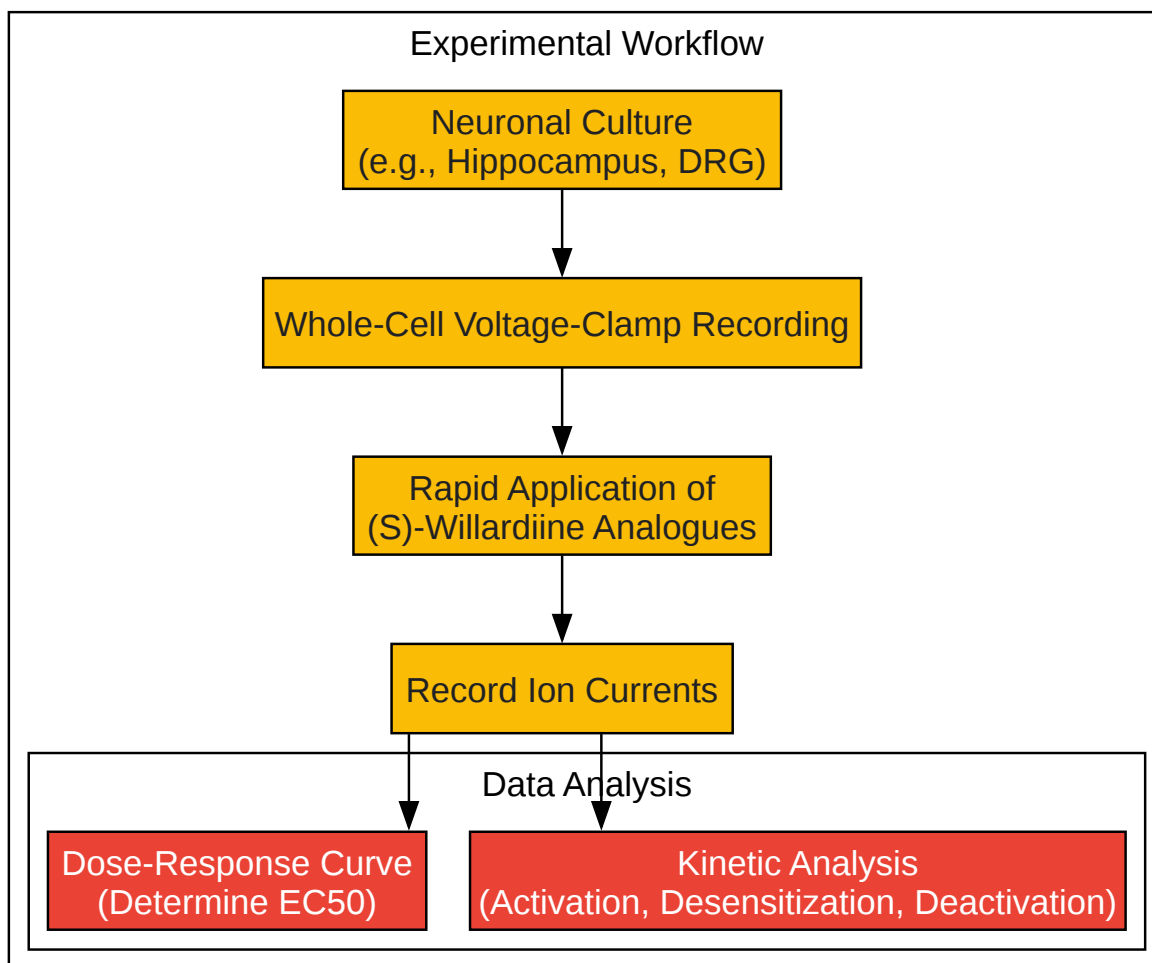 Experimental Workflow
Neuronal Culture
(e.g., Hippocampus, DRG)
Whole-Cell Voltage-Clamp Recording
Rapid Application of
(S)-Willardiine Analogues
Record Ion Currents
Data Analysis
Dose-Response Curve
(Determine EC50)
Kinetic Analysis
(Activation, Desensitization, Deactivation)